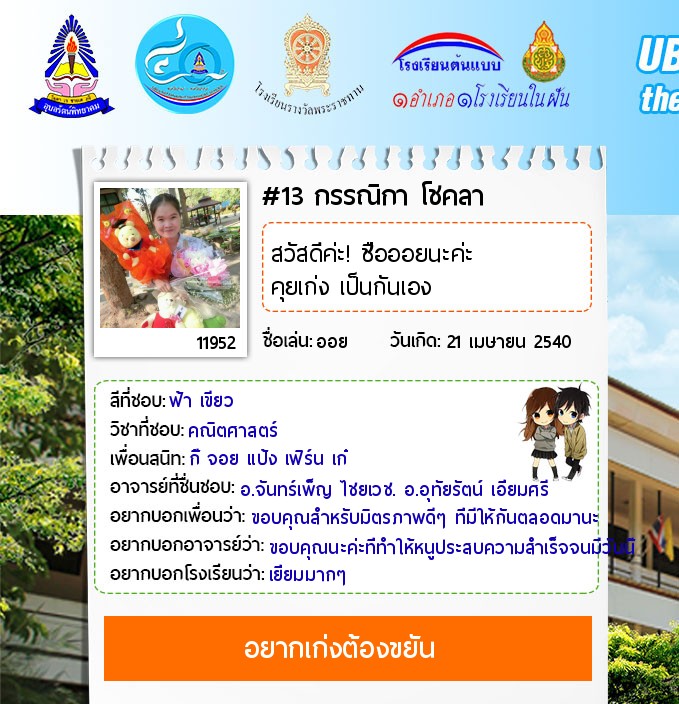 อุบลรัตน์พิทยาคม
โรงเรียนรางวัลพระราชทาน
โรงเรียนต้นแบบ
๑อำเภอ๑โรงเรียนในฝัน
UB
the
#13 กรรณิกา โชคลา
สวัสดีค่ะ! ชื่อออยนะค่ะ
คุยเก่ง เป็นกันเอง
11952
ชื่อเล่น: ออย วันเกิด: 21 เมษายน 2540
สีที่ชอบ: ฟ้า เขียว
วิชาที่ชอบ: คณิตศาสตร์
เพื่อนสนิท: กี๊ จอย แป้ง เฟิร์น เก๋
อาจารย์ที่ชื่นชอบ: อ.จันทร์เพ็ญ ไชยเวช. อ.อุทัยรัตน์ เอี่ยมศรี
อยากบอกเพื่อนว่า: ขอบคุณสำหรับมิตรภาพดีๆ ที่มีให้กันตลอดมานะ
อยากบอกอาจารย์ว่า: ขอบคุณนะค่ะที่ทำให้หนูประสบความสำเร็จจนมีวันนี้
อยากบอกโรงเรียนว่า: เยี่ยมมากๆ
อยากเก่งต้องขยัน